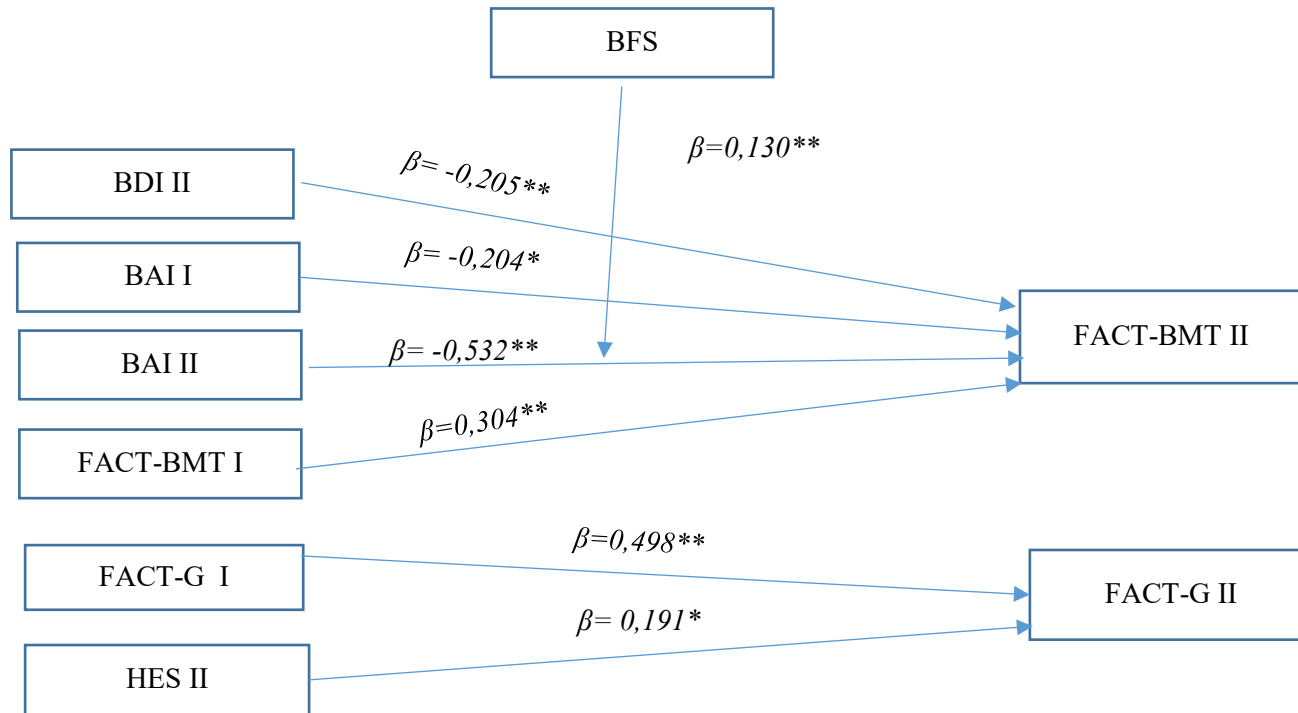 BFS
β=0,130**
BDI II
β= -0,205**
BAI I
β= -0,204*
BAI II
β= -0,532**
FACT-BMT II
FACT-BMT I
β=0,304**
FACT-G  I
β=0,498**
FACT-G II
HES II
β= 0,191*